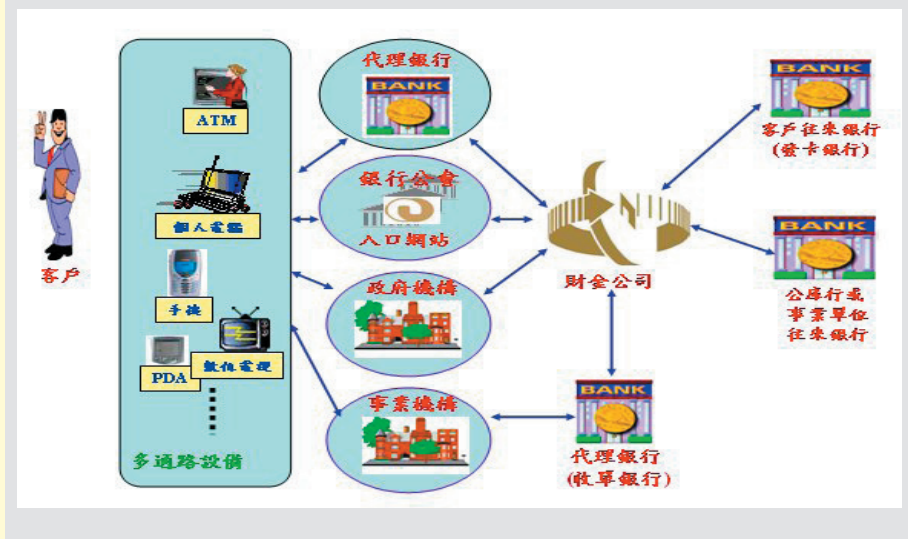 客戶
ATM
個人電腦
手機
PDA
數位電視
多通路設備
代理銀行
BANK
銀行公會
入口網站
政府機構
事業機構
財金公司
BANK
代理銀行
(收單銀行)
BANK
客戶往來銀行
(發卡銀行)
BANK
公庫行或
事業單位
往來銀行